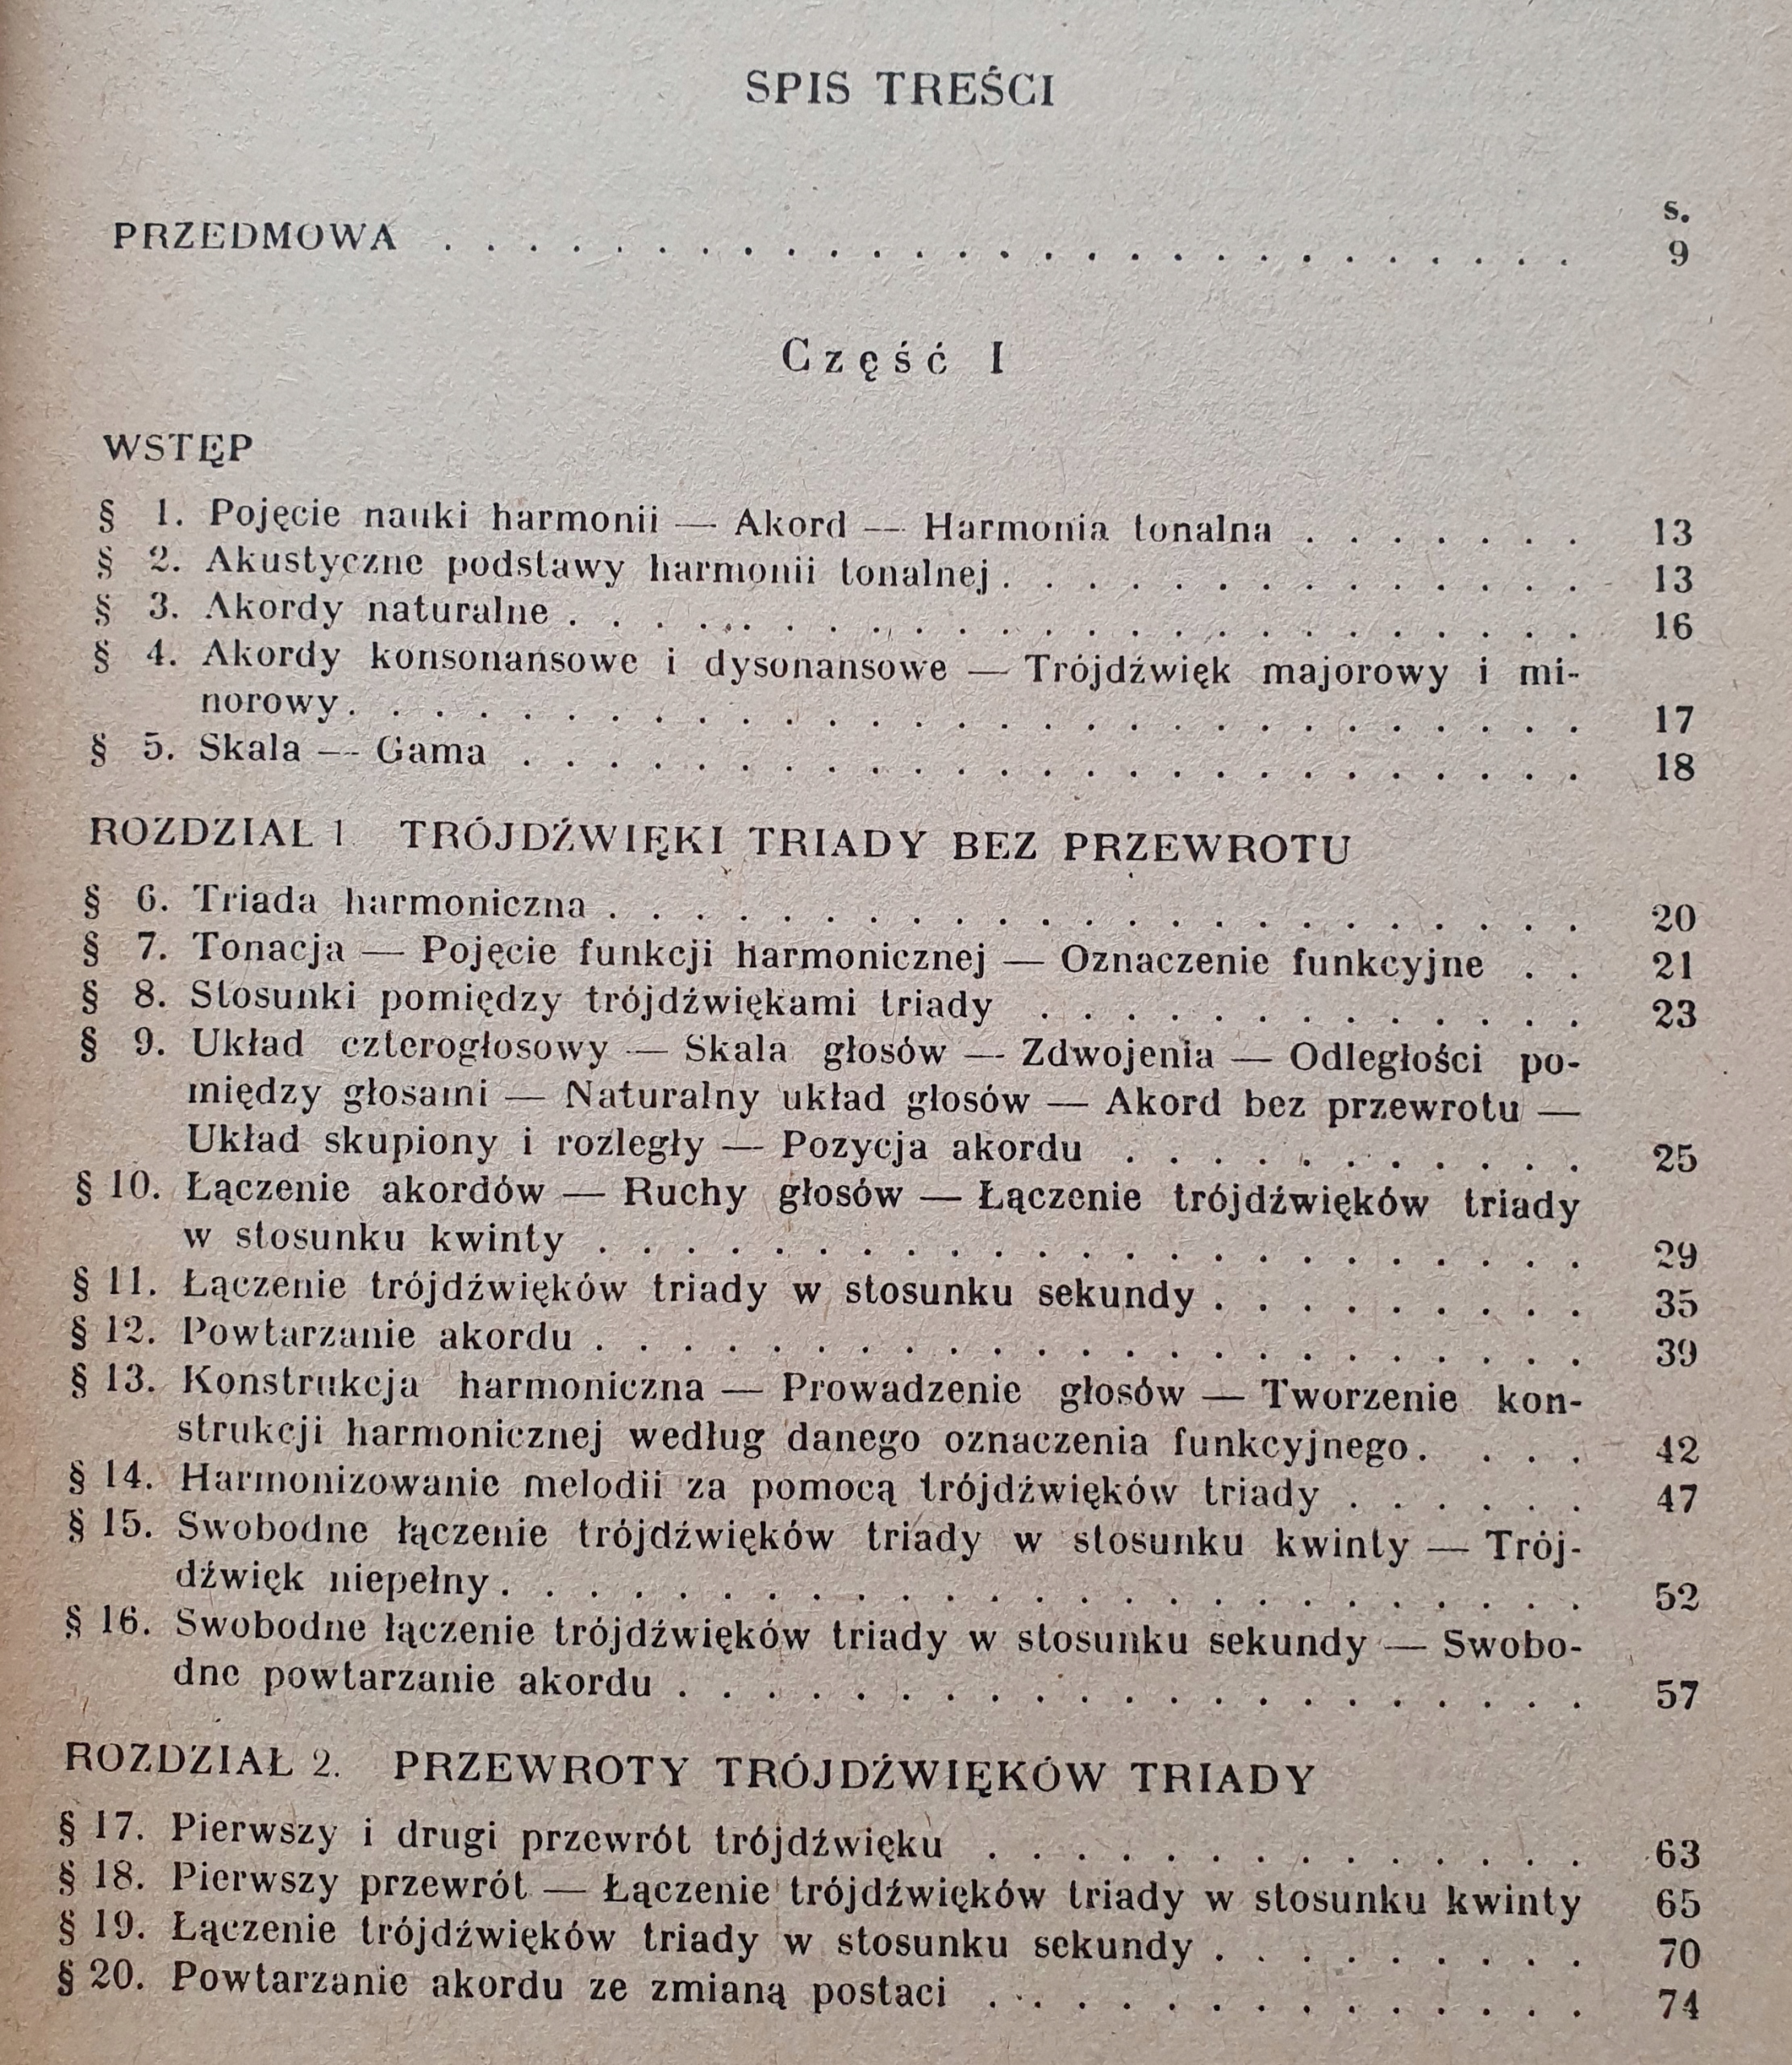 SPIS TREŚCI
s.
PRZEDMOWA . . . . . . . . . . . . . . . . . . . . . . . . . . . 9
Część I
WSTĘP
§ 1. Pojęcie nauki harmonii — Akord — Harmonia tonalna . . . . . . . 13
§ 2. Akustyczne podstawy harmonii tonalnej . . . . . . . . . . . . . . 13
§ 3. Akordy naturalne . . . . . . . . . . . . . . . . . . . . . . . . 16
§ 4. Akordy konsonansowe i dysonansowe — Trójdźwięk majorowy i mi-
norowy . . . . . . . . . . . . . . . . . . . . . . . . . . . . . 17
§ 5. Skala — Gama . . . . . . . . . . . . . . . . . . . . . . . . . 18
ROZDZIAŁ 1. TRÓJDŹWIĘKI TRIADY BEZ PRZEWROTU
§ 6. Triada harmoniczna . . . . . . . . . . . . . . . . . . . . . . . 20
§ 7. Tonacja — Pojęcie funkcji harmonicznej — Oznaczenie funkcyjne . . 21
§ 8. Stosunki pomiędzy trójdźwiękami triady . . . . . . . . . . . . . 23
§ 9. Układ czterogłosowy — Skala głosów — Zdwojenia — Odległości po-
między głosami — Naturalny układ głosów — Akord bez przewrotu —
Układ skupiony i rozległy — Pozycja akordu . . . . . . . . . . . 25
§ 10. Łączenie akordów — Ruchy głosów — Łączenie trójdźwięków triady
w stosunku kwinty . . . . . . . . . . . . . . . . . . . . . . . 29
§ 11. Łączenie trójdźwięków triady w stosunku sekundy . . . . . . . . . 35
§ 12. Powtarzanie akordu . . . . . . . . . . . . . . . . . . . . . . . 39
§ 13. Konstrukcja harmoniczna — Prowadzenie głosów — Tworzenie kon-
strukcji harmonicznej według danego oznaczenia funkcyjnego . . . . 42
§ 14. Harmonizowanie melodii za pomocą trójdźwięków triady . . . . . . 47
§ 15. Swobodne łączenie trójdźwięków triady w stosunku kwinty — Trój-
dźwięk niepełny . . . . . . . . . . . . . . . . . . . . . . . . . 52
§ 16. Swobodne łączenie trójdźwięków triady w stosunku sekundy — Swobo-
dne powtarzanie akordu . . . . . . . . . . . . . . . . . . . . . 57
ROZDZIAŁ 2. PRZEWROTY TRÓJDŹWIĘKÓW TRIADY
§ 17. Pierwszy i drugi przewrót trójdźwięku . . . . . . . . . . . . . . 63
§ 18. Pierwszy przewrót — Łączenie trójdźwięków triady w stosunku kwinty 65
§ 19. Łączenie trójdźwięków triady w stosunku sekundy . . . . . . . . . 70
§ 20. Powtarzanie akordu ze zmianą postaci . . . . . . . . . . . . . . 74